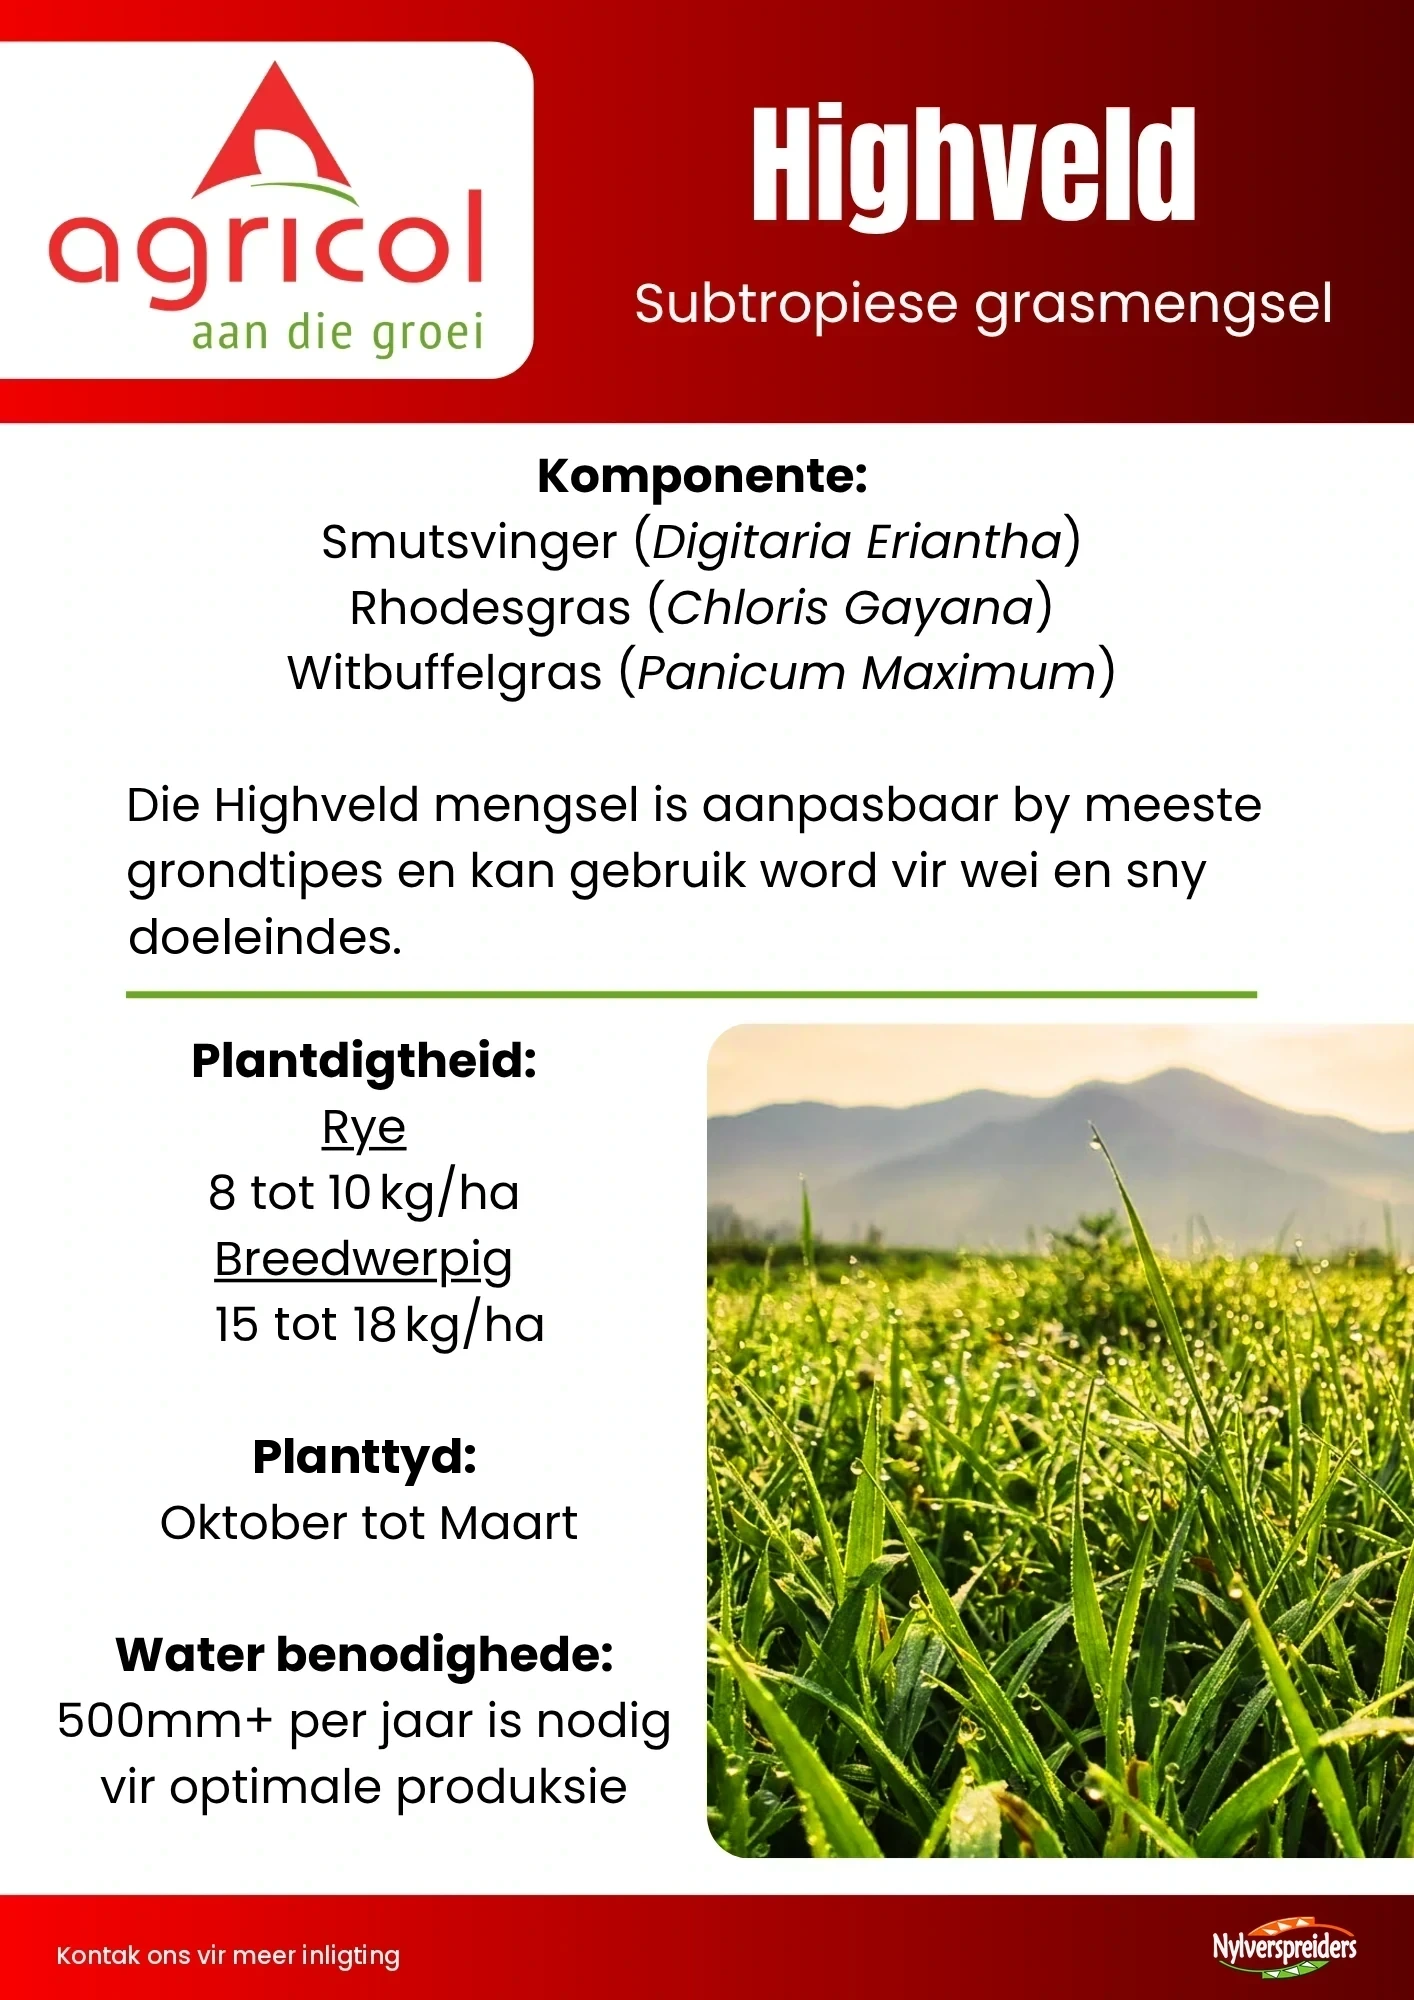 agricol
aan die groei
Highveld
Subtropiese grasmengsel
Komponente:
Smutsvinger (Digitaria Eriantha)
Rhodesgras (Chloris Gayana)
Witbuffelgras (Panicum Maximum)
Die Highveld mengsel is aanpasbaar by meeste
grondtipes en kan gebruik word vir wei en sny
doeleindes.
Plantdigtheid:
Rye
8 tot 10 kg/ha
Breedwerpig
15 tot 18 kg/ha
Planttyd:
Oktober tot Maart
Water benodighede:
500mm+ per jaar is nodig
vir optimale produksie
Kontak ons vir meer inligting
Nylverspreiders